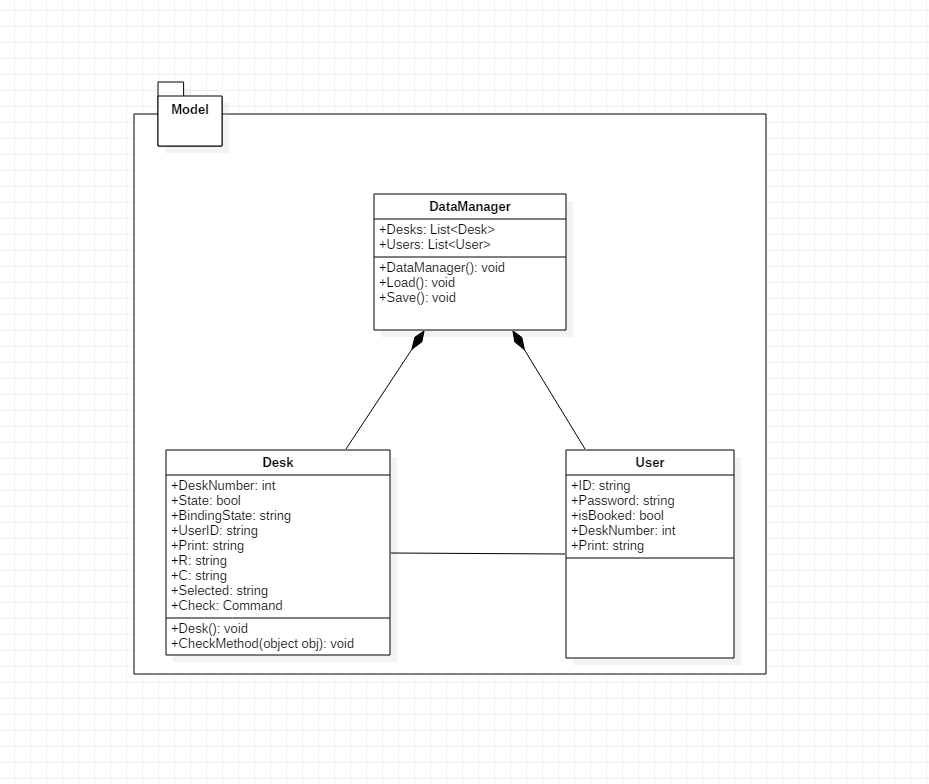 Model
DataManager
+Desks: List<Desk>
+Users: List<User>
+DataManager(): void
+Load(): void
+Save(): void
Desk
+DeskNumber: int
+State: bool
+BindingState: string
+UserID: string
+Print: string
+R: string
+C: string
+Selected: string
+Check: Command
+Desk(): void
+CheckMethod(object obj): void
User
+ID: string
+Password: string
+isBooked: bool
+DeskNumber: int
+Print: string